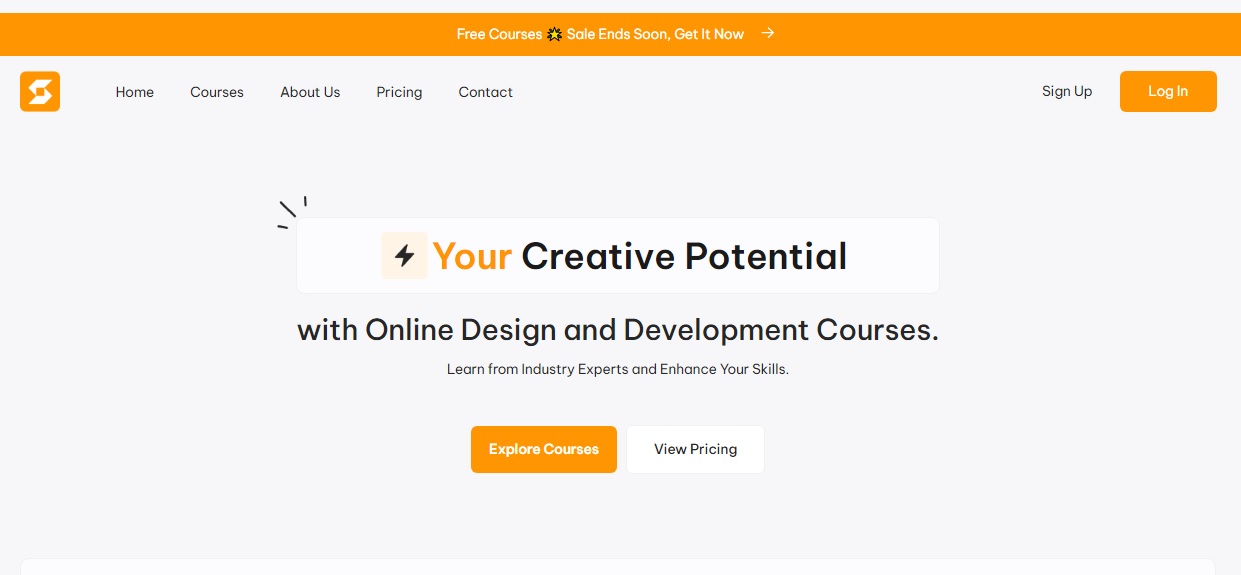 Free Courses 🌟 Sale Ends Soon, Get It Now →
Home Courses About Us Pricing Contact Sign Up Log In
Your Creative Potential
with Online Design and Development Courses.
Learn from Industry Experts and Enhance Your Skills.
Explore Courses View Pricing